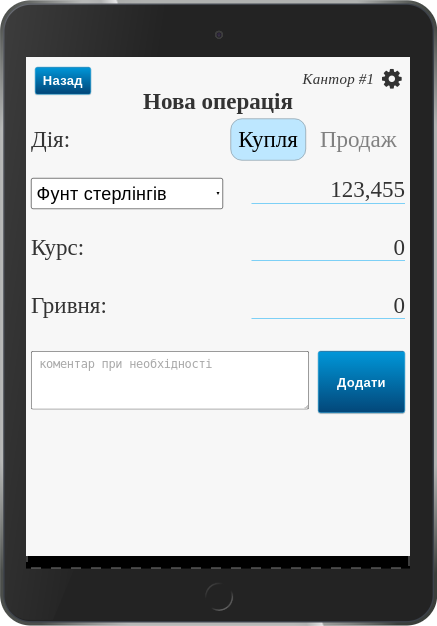 Назад
Кантор #1
Нова операція
Дія: Купля Продаж
Фунт стерлінгів 123,455
Курс: 0
Гривня: 0
коментар при необхідності
Додати